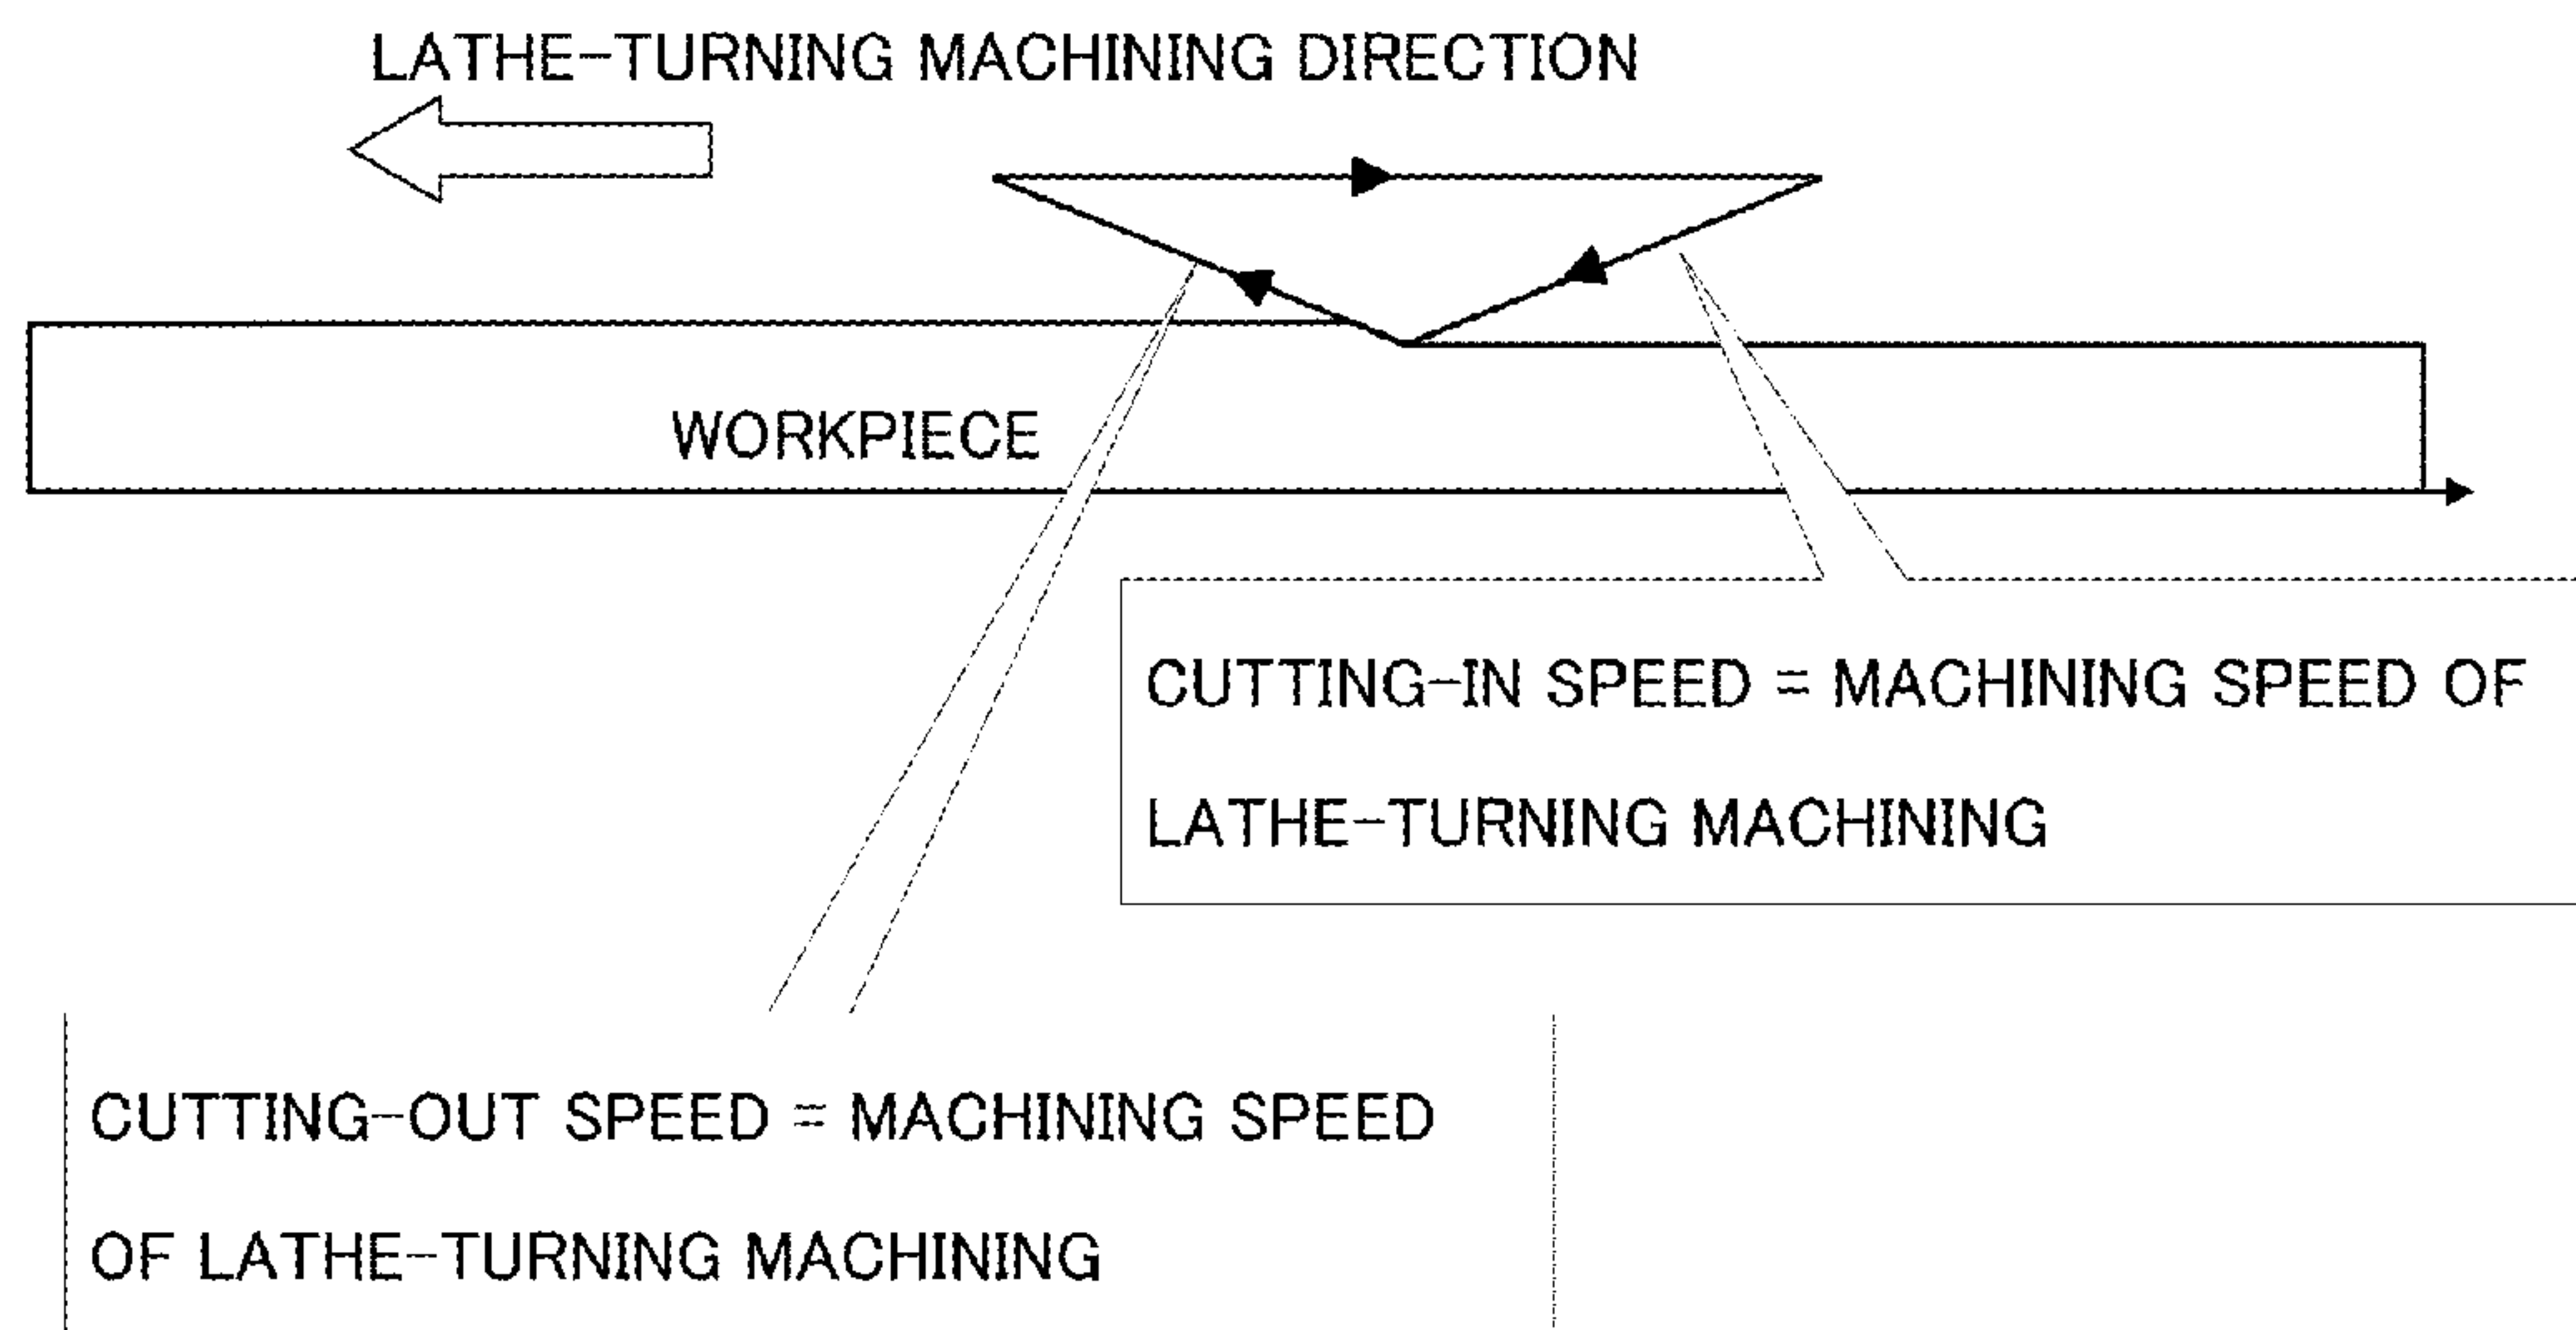 LATHE-TURNING MACHINING DIRECTION
WORKPIECE
CUTTING-IN SPEED = MACHINING SPEED OF
LATHE-TURNING MACHINING
CUTTING-OUT SPEED = MACHINING SPEED
OF LATHE-TURNING MACHINING